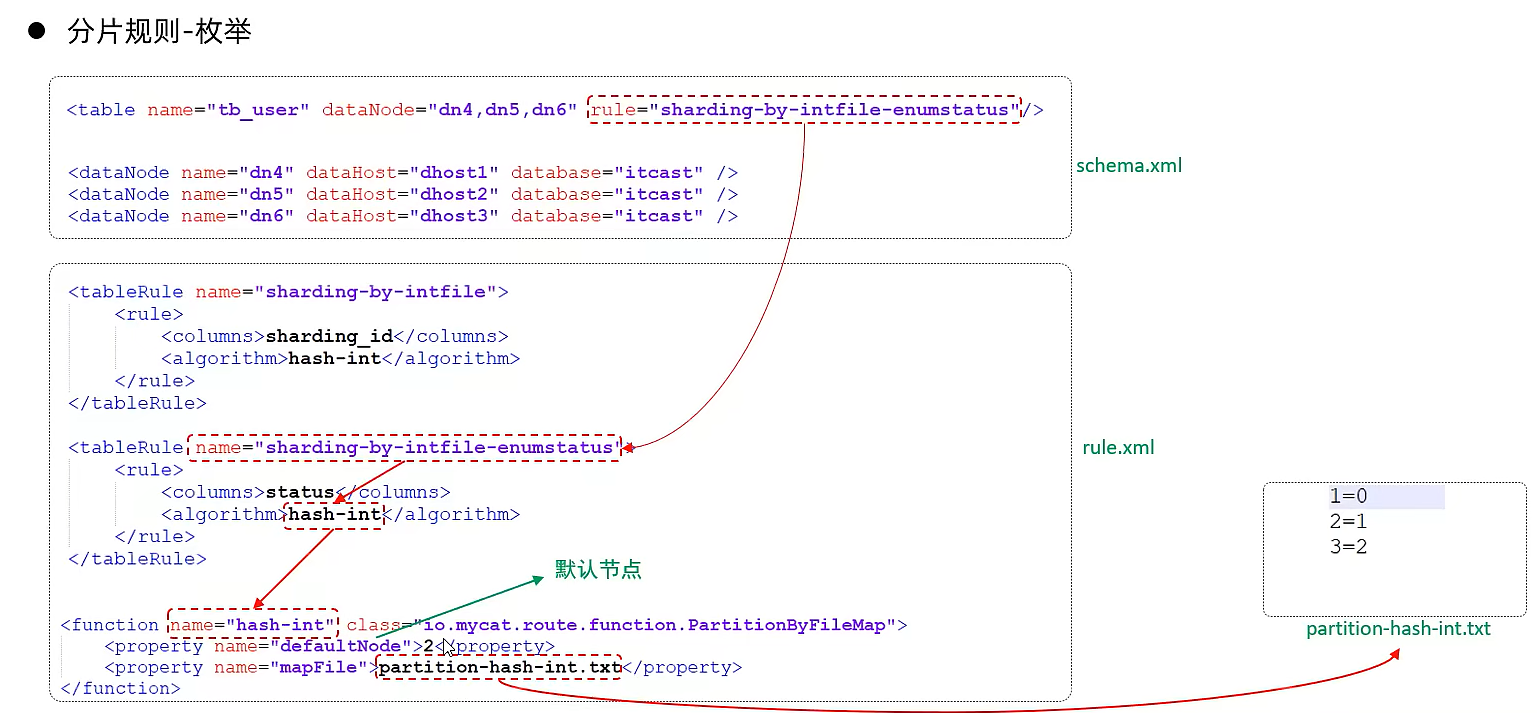 ● 分片规则-枚举
<table name="tb_user" dataNode="dn4,dn5,dn6" rule="sharding-by-intfile-enumstatus"/>
<dataNode name="dn4" dataHost="dhost1" database="itcast" />
<dataNode name="dn5" dataHost="dhost2" database="itcast" />
<dataNode name="dn6" dataHost="dhost3" database="itcast" />
schema.xml
<tableRule name="sharding-by-intfile">
<rule>
<columns>sharding_id</columns>
<algorithm>hash-int</algorithm>
</rule>
</tableRule>
<tableRule name="sharding-by-intfile-enumstatus">
<rule>
<columns>status</columns>
<algorithm>hash-int</algorithm>
</rule>
</tableRule>
默认节点
<function name="hash-int" class="io.mycat.route.function.PartitionByFileMap">
<property name="defaultNode">2</property>
<property name="mapFile">partition-hash-int.txt</property>
</function>
rule.xml
1=0
2=1
3=2
partition-hash-int.txt